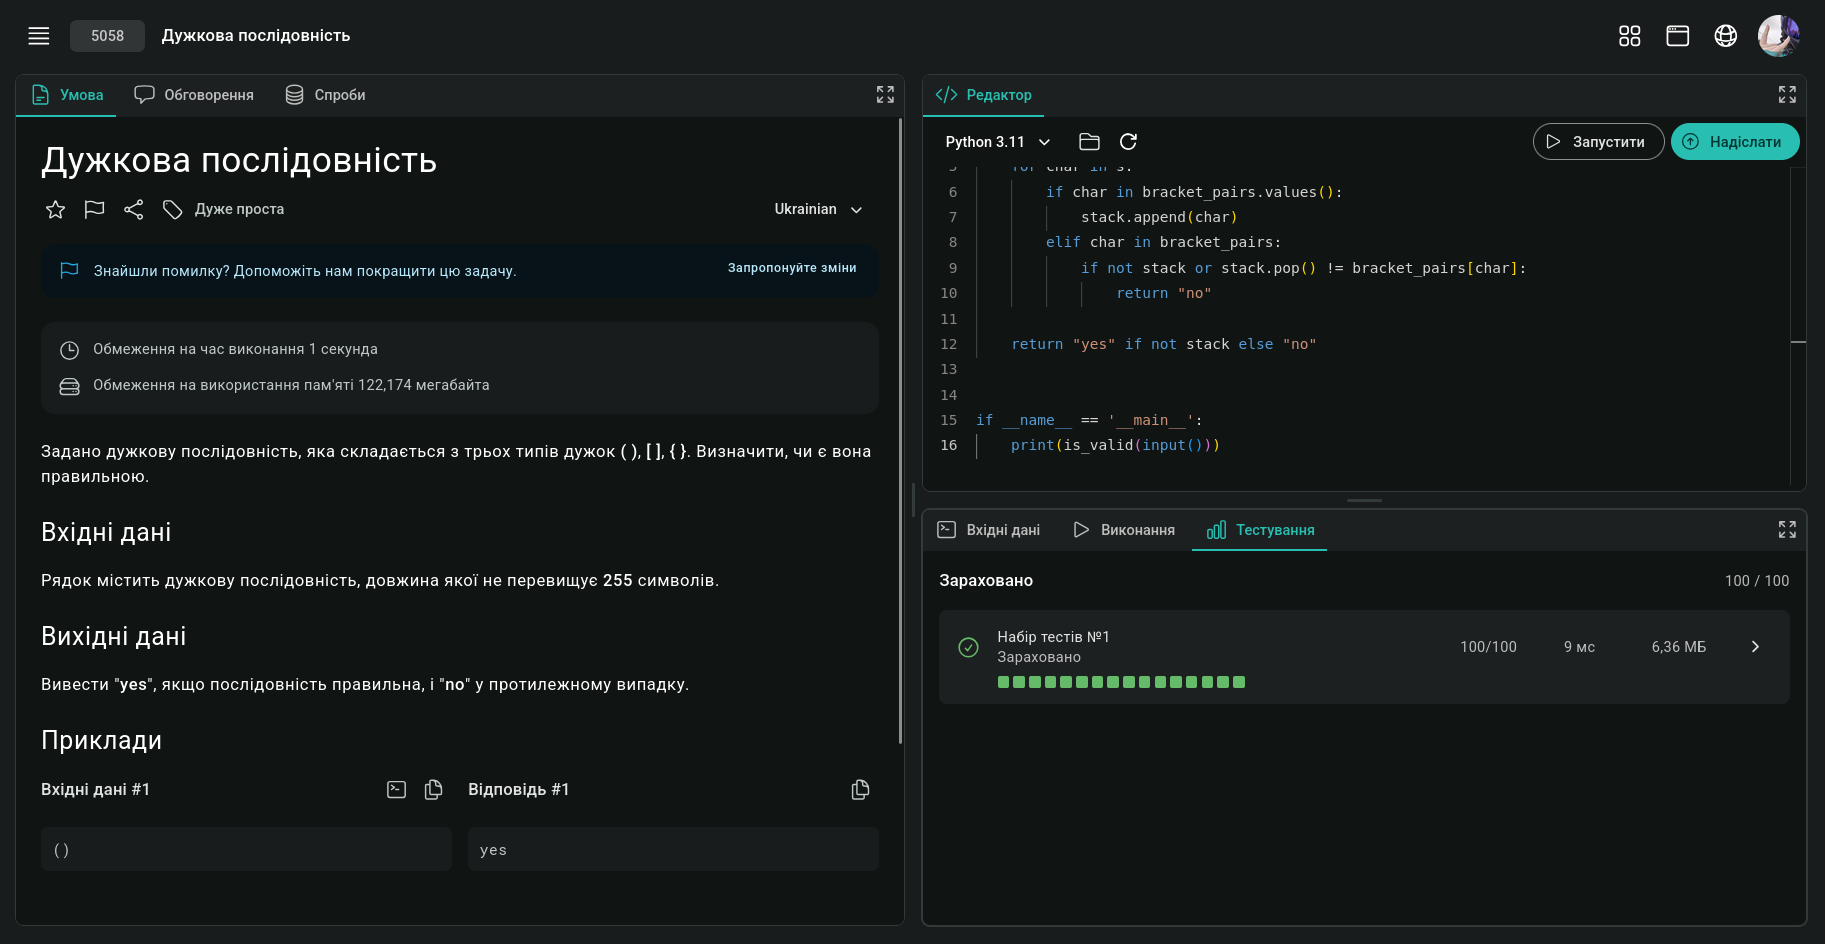 5058
Дужкова послідовність
Умова
Обговорення
Спроби
Дужкова послідовність
Дуже проста
Ukrainian
Знайшли помилку? Допоможіть нам покращити цю задачу.
Запропонуйте зміни
Обмеження на час виконання 1 секунда
Обмеження на використання пам'яті 122,174 мегабайта
Задано дужкову послідовність, яка складається з трьох типів дужок ( ), [ ], { }. Визначити, чи є вона
правильною.
Вхідні дані
Рядок містить дужкову послідовність, довжина якої не перевищує 255 символів.
Вихідні дані
Вивести "yes", якщо послідовність правильна, і "no" у протилежному випадку.
Приклади
Вхідні дані #1
Відповідь #1
()
yes
Редактор
Python 3.11
Запустити
Надіслати
5 for char in s:
6 if char in bracket_pairs.values():
7 stack.append(char)
8 elif char in bracket_pairs:
9 if not stack or stack.pop() != bracket_pairs[char]:
10 return "no"
11
12 return "yes" if not stack else "no"
13
14
15 if __name__ == '__main__':
16 print(is_valid(input()))
Вхідні дані
Виконання
Тестування
Зараховано
100 / 100
Набір тестів №1
Зараховано
100/100
9 мс
6,36 МБ